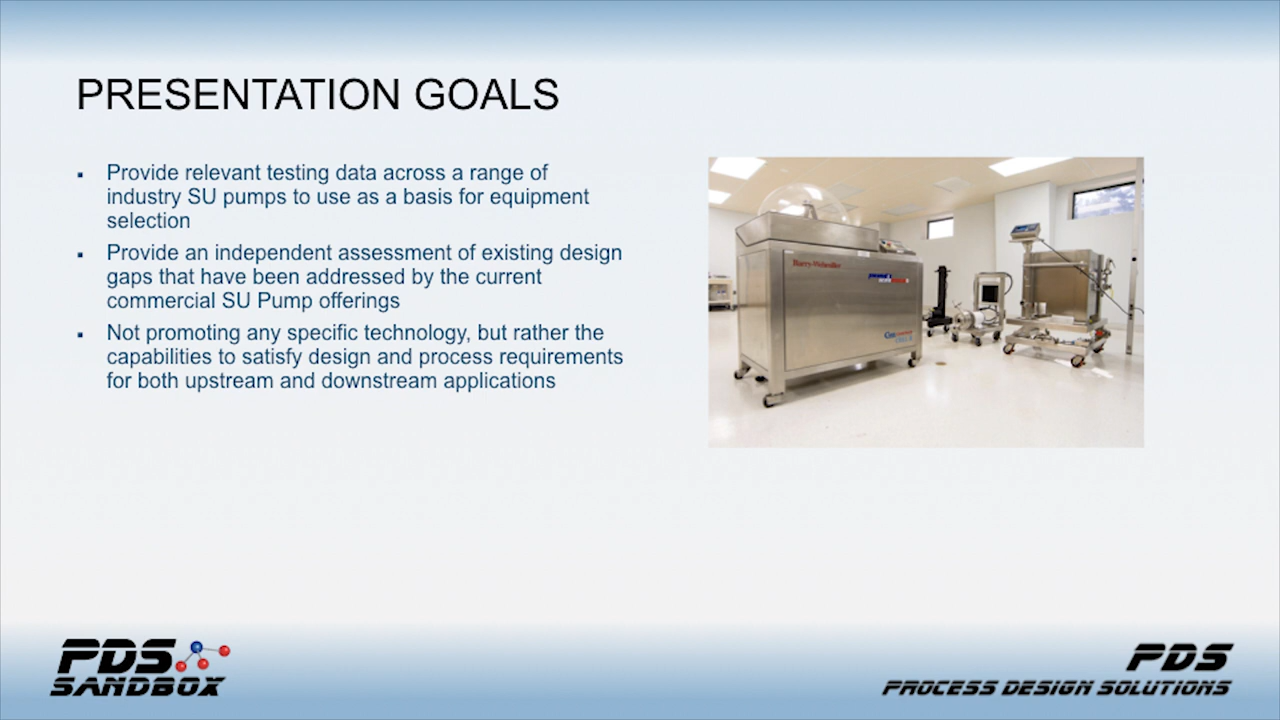 PRESENTATION GOALS
▪ Provide relevant testing data across a range of
industry SU pumps to use as a basis for equipment
selection
▪ Provide an independent assessment of existing design
gaps that have been addressed by the current
commercial SU Pump offerings
▪ Not promoting any specific technology, but rather the
capabilities to satisfy design and process requirements
for both upstream and downstream applications
Barry-Wehmiller
PDS
SANDBOX
PDS
PROCESS DESIGN SOLUTIONS